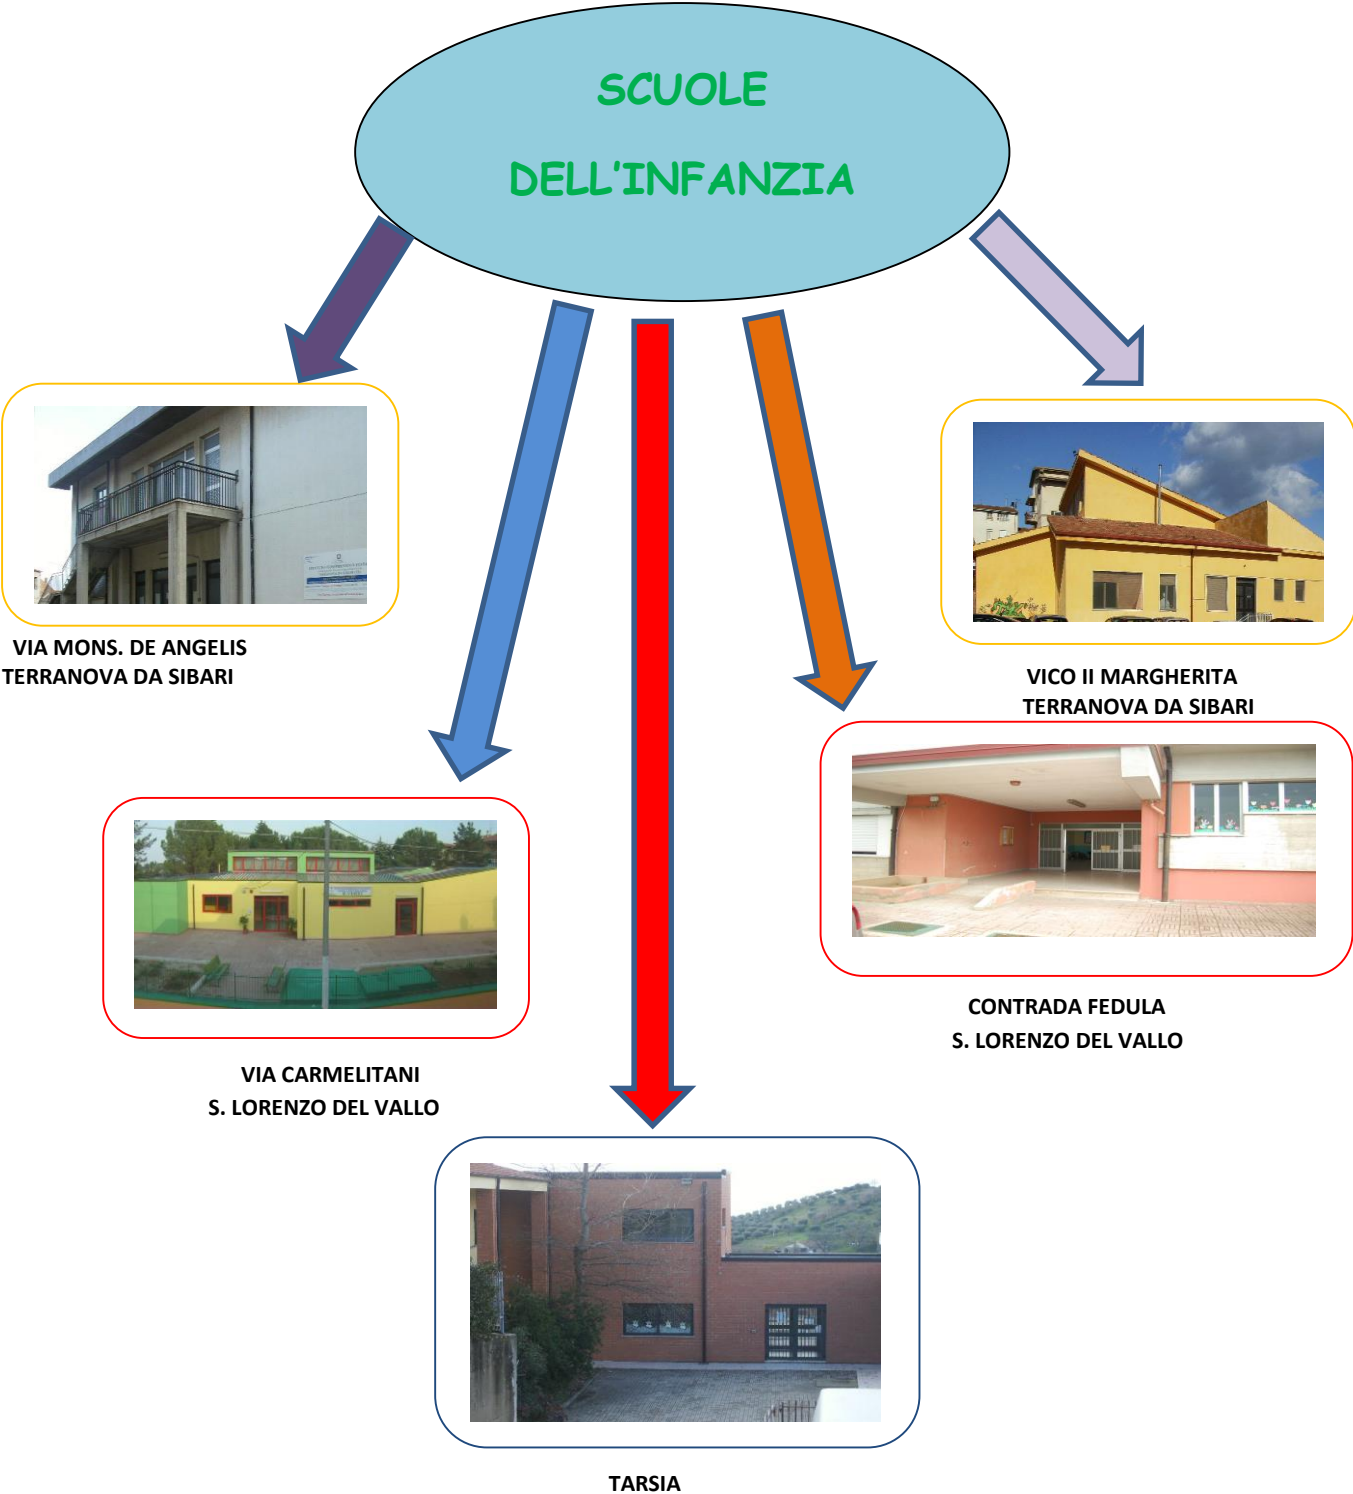 SCUOLE
DELL'INFANZIA
VIA MONS. DE ANGELIS
TERRANOVA DA SIBARI
VICO II MARGHERITA
TERRANOVA DA SIBARI
CONTRADA FEDULA
S. LORENZO DEL VALLO
VIA CARMELITANI
S. LORENZO DEL VALLO
TARSIA